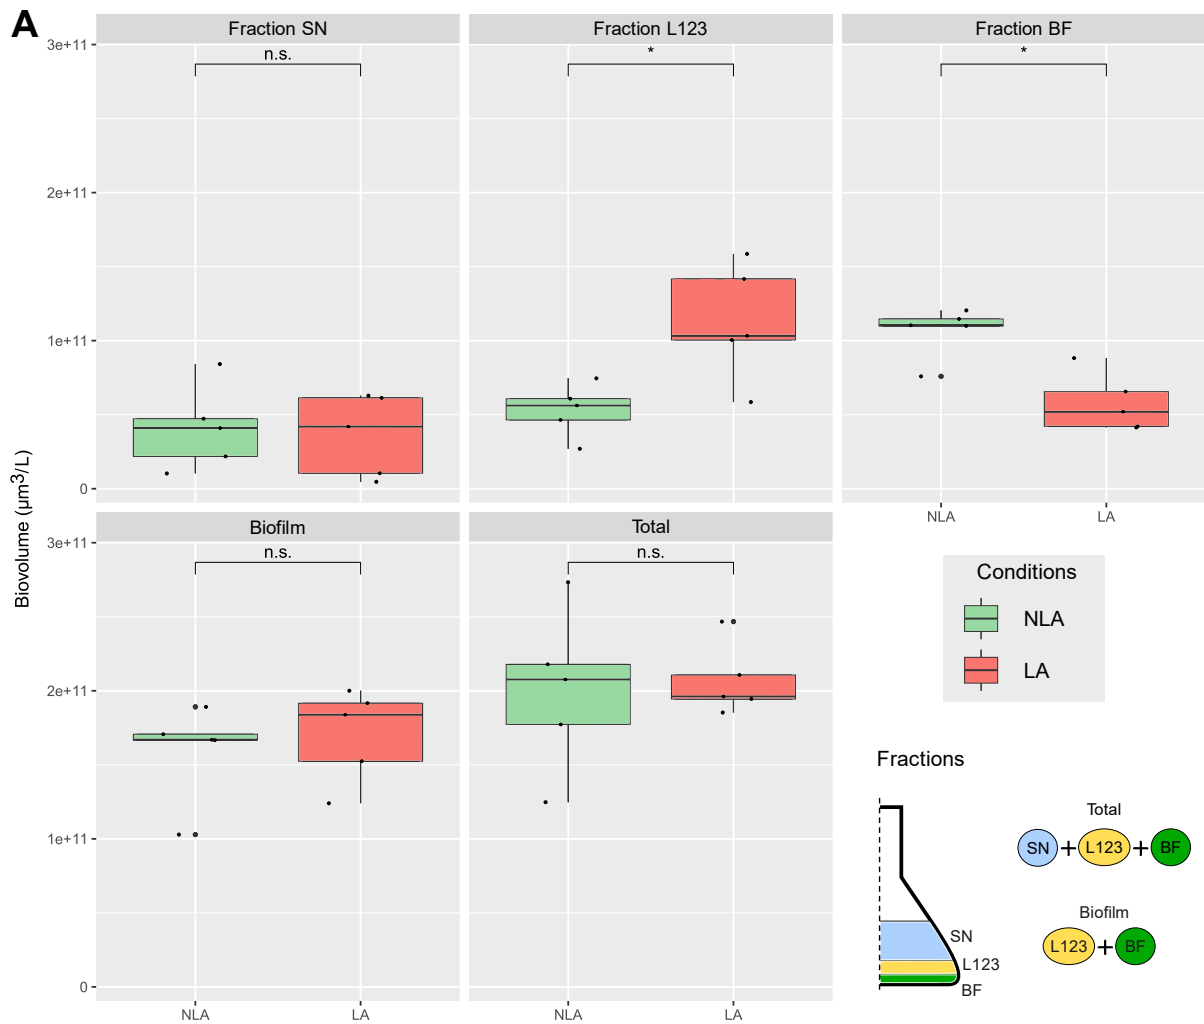 A
Fraction SN
Fraction L123
Fraction BF
n.s.
*
*
3e+11
2e+11
1e+11
0
NLA
LA
Biovolume (µm³/L)
Biofilm
Total
n.s.
n.s.
3e+11
2e+11
1e+11
0
NLA
LA
NLA
LA
Conditions
NLA
LA
Fractions
SN
L123
BF
Total
SN + L123 + BF
Biofilm
L123 + BF